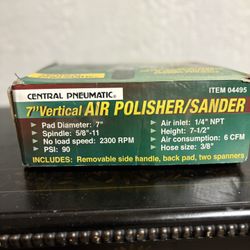 CENTRAL PNEUMATIC®
ITEM 04495
7" Vertical AIR POLISHER/SANDER
• Pad Diameter: 7"
• Spindle: 5/8"-11
• No load speed: 2300 RPM
• PSI: 90
• Air inlet: 1/4" NPT
• Height: 7-1/2"
• Air consumption: 6 CFM
• Hose size: 3/8"
INCLUDES: Removable side handle, back pad, two spanners